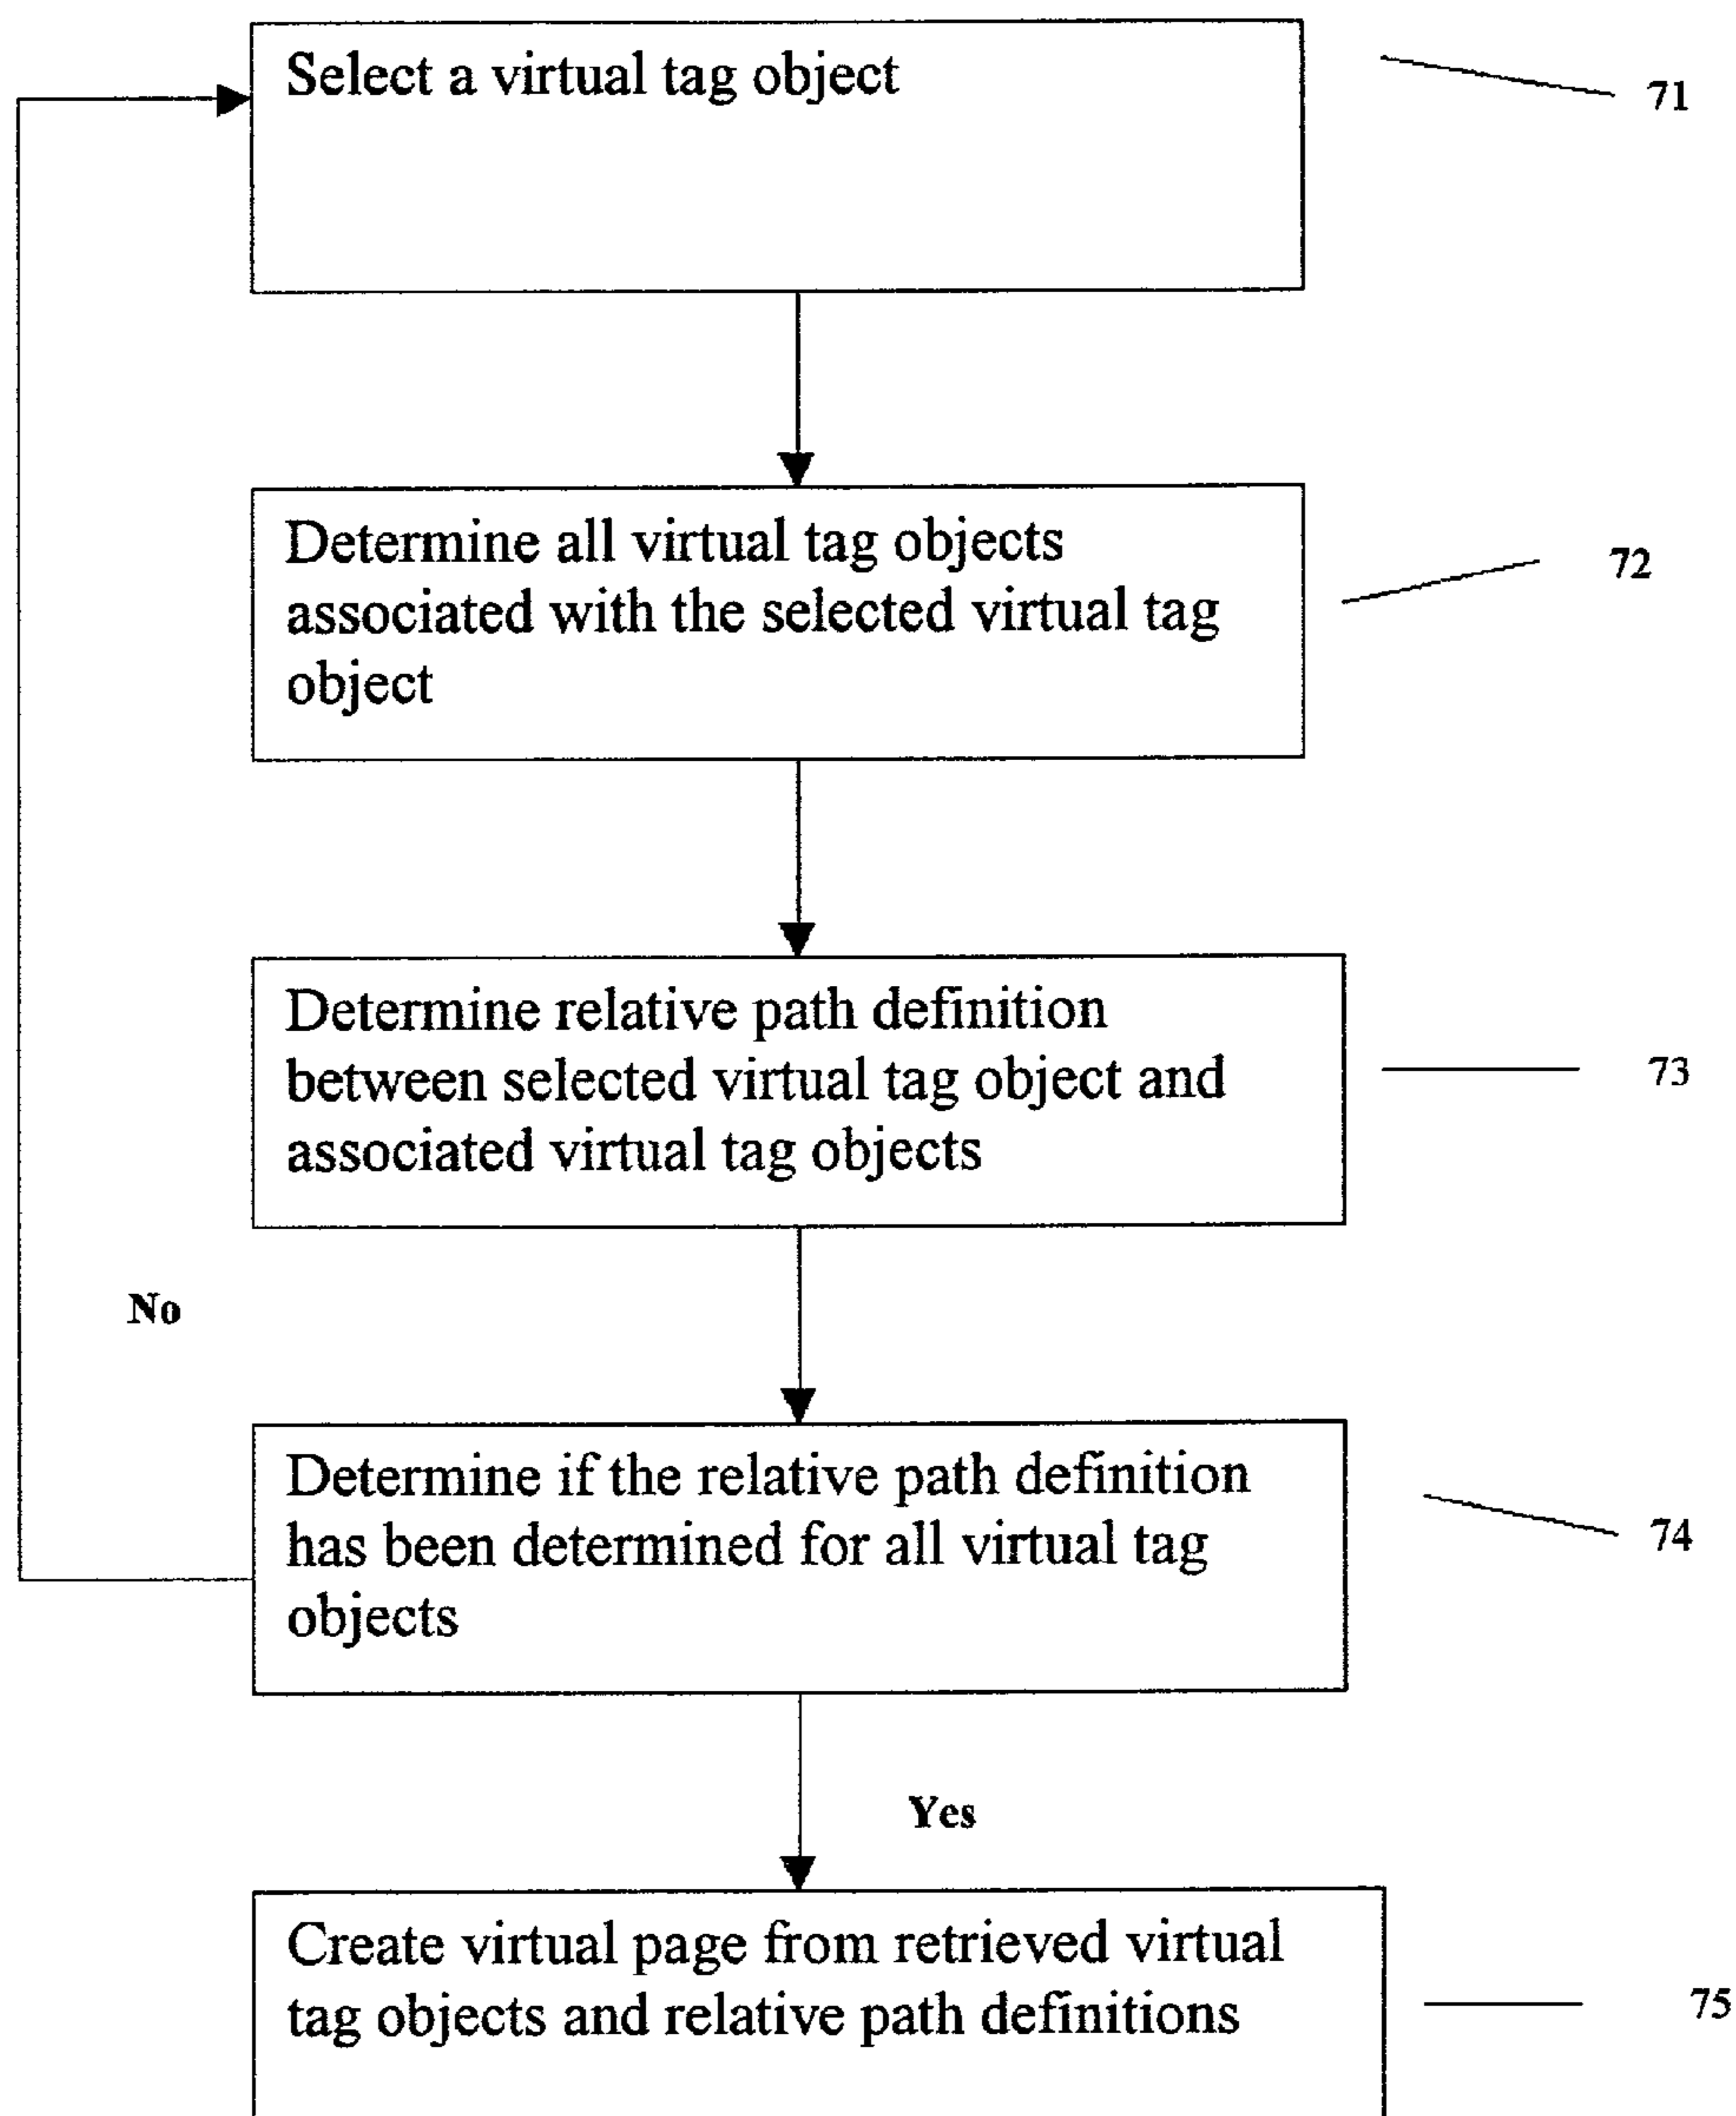 Select a virtual tag object
71
Determine all virtual tag objects
associated with the selected virtual tag
object
72
Determine relative path definition
between selected virtual tag object and
associated virtual tag objects
73
No
Determine if the relative path definition
has been determined for all virtual tag
objects
74
Yes
Create virtual page from retrieved virtual
tag objects and relative path definitions
75